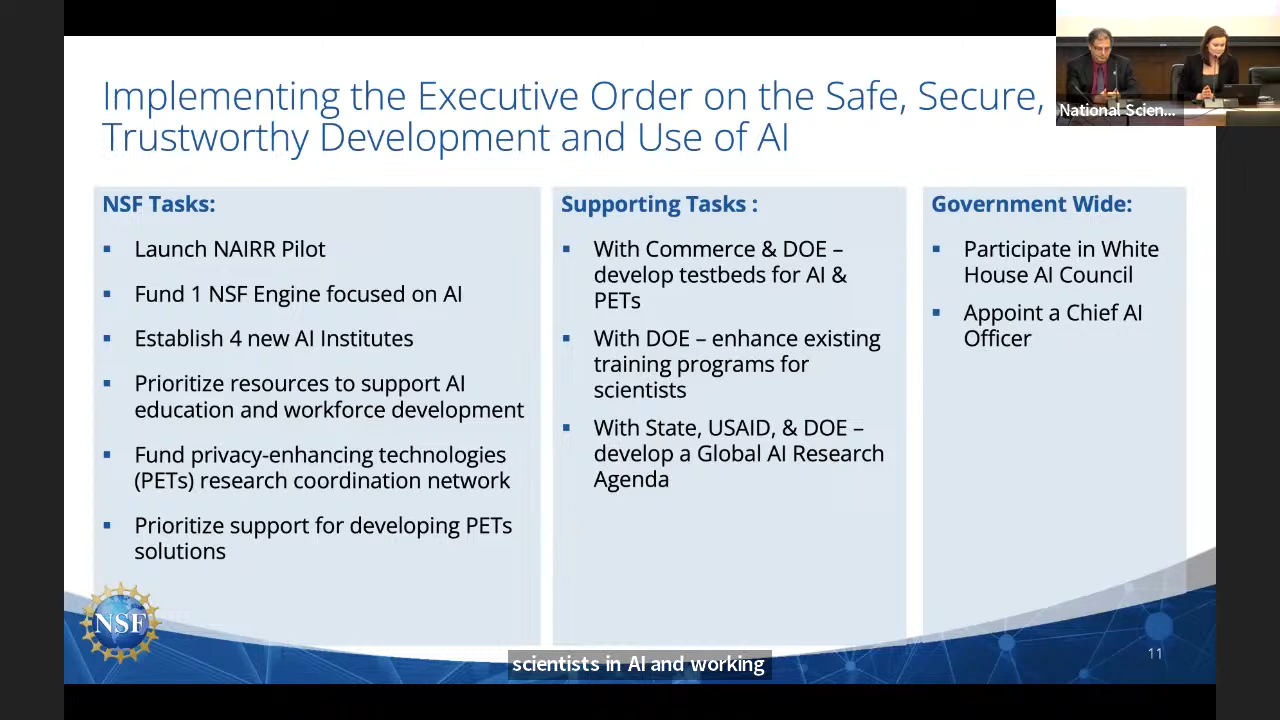 Implementing the Executive Order on the Safe, Secure,
Trustworthy Development and Use of AI
National Scien...
NSF Tasks:
▪ Launch NAIRR Pilot
▪ Fund 1 NSF Engine focused on AI
▪ Establish 4 new AI Institutes
▪ Prioritize resources to support AI
education and workforce development
▪ Fund privacy-enhancing technologies
(PETs) research coordination network
▪ Prioritize support for developing PETs
solutions
Supporting Tasks :
▪ With Commerce & DOE –
develop testbeds for AI &
PETs
▪ With DOE – enhance existing
training programs for
scientists
▪ With State, USAID, & DOE –
develop a Global AI Research
Agenda
Government Wide:
▪ Participate in White
House AI Council
▪ Appoint a Chief AI
Officer
NSF
scientists in AI and working
11